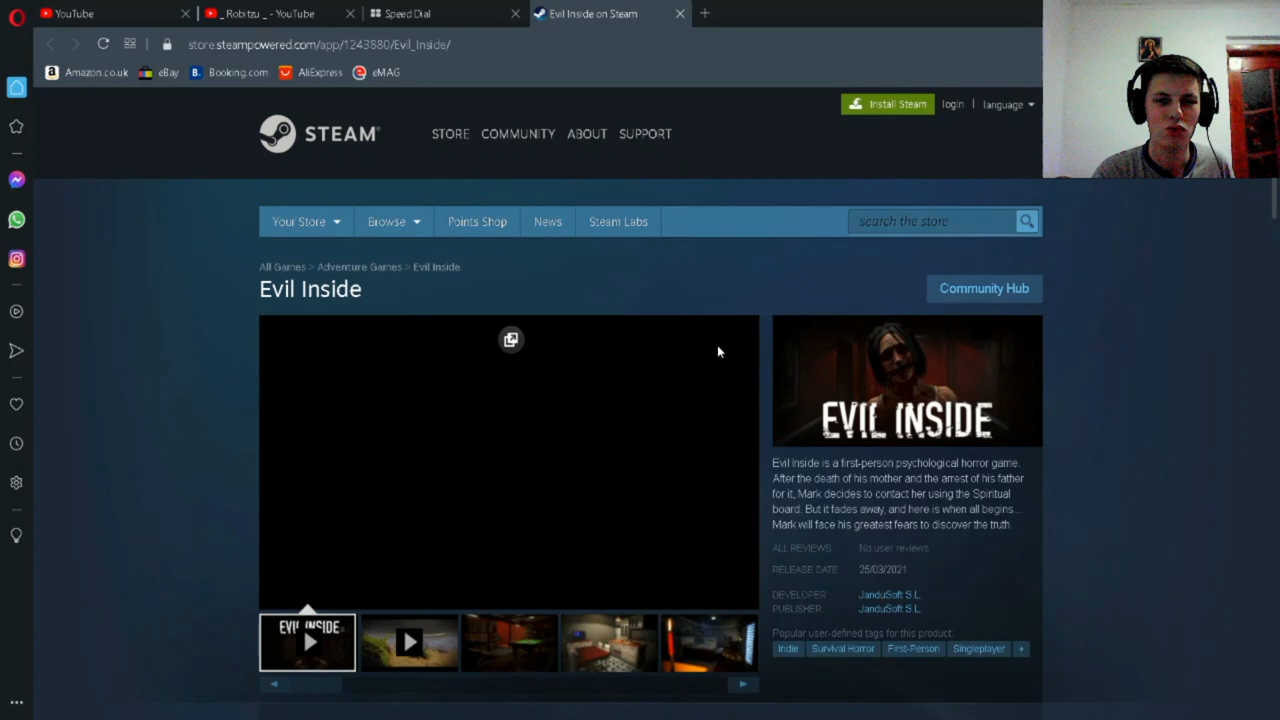 YouTube
_ Robitzu _ - YouTube
Speed Dial
Evil Inside on Steam
store.steampowered.com/app/1243880/Evil_Inside/
Amazon.co.uk
eBay
Booking.com
AliExpress
eMAG
Install Steam
login
language
STEAM
STORE
COMMUNITY
ABOUT
SUPPORT
Your Store
Browse
Points Shop
News
Steam Labs
search the store
All Games > Adventure Games > Evil Inside
Evil Inside
Community Hub
EVIL INSIDE
Evil Inside is a first-person psychological horror game.
After the death of his mother and the arrest of his father
for it, Mark decides to contact her using the Spiritual
board. But it fades away, and here is when all begins...
Mark will face his greatest fears to discover the truth.
ALL REVIEWS: No user reviews
RELEASE DATE: 25/03/2021
DEVELOPER: JanduSoft S.L.
PUBLISHER: JanduSoft S.L.
Popular user-defined tags for this product:
Indie
Survival Horror
First-Person
Singleplayer
+
EVIL INSIDE